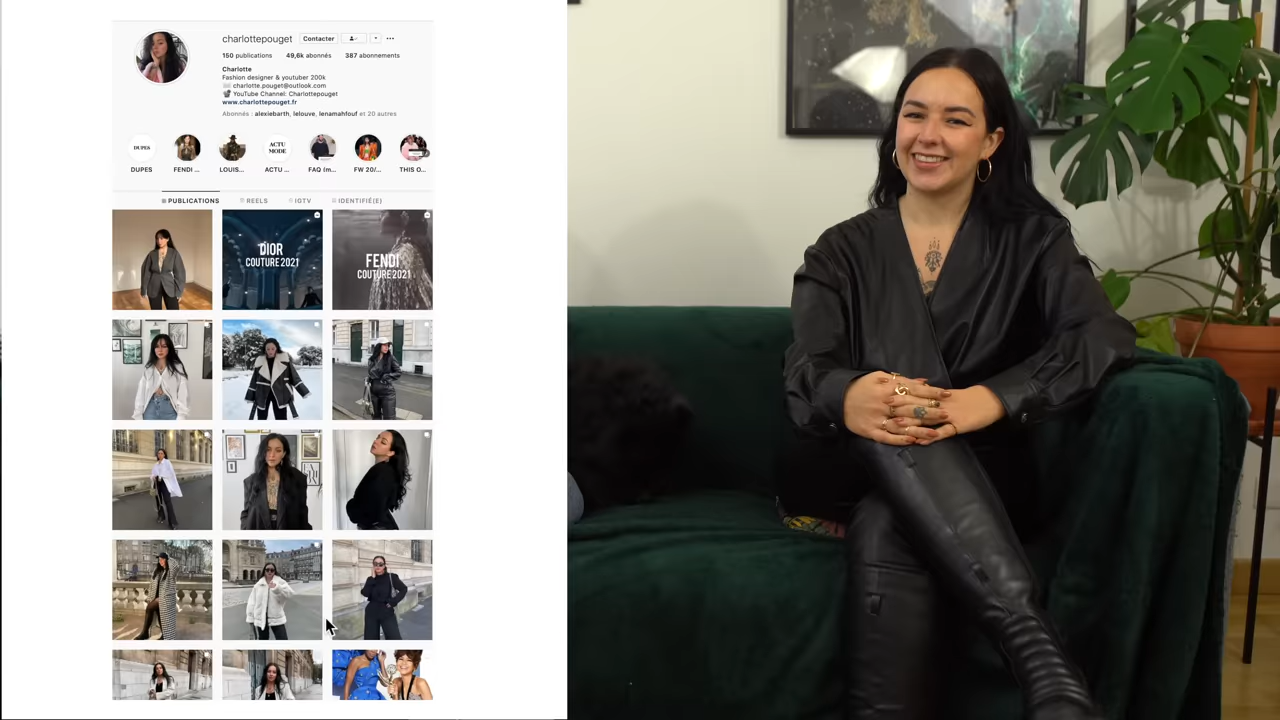 charlottepouget Contacter
150 publications 49,6k abonnés 387 abonnements
Charlotte
Fashion designer & youtuber 200k
charlotte.pouget@outlook.com
YouTube Channel: Charlottepouget
www.charlottepouget.fr
Abonnés : alexiebarth, lelouve, lenamahfouf et 20 autres
DUPES
ACTU
MODE
DUPES FENDI ... LOUIS... ACTU ... FAQ (m... FW 20/... THIS O...
PUBLICATIONS REELS IGTV IDENTIFIÉ(E)
DIOR
COUTURE 2021
FENDI
COUTURE 2021